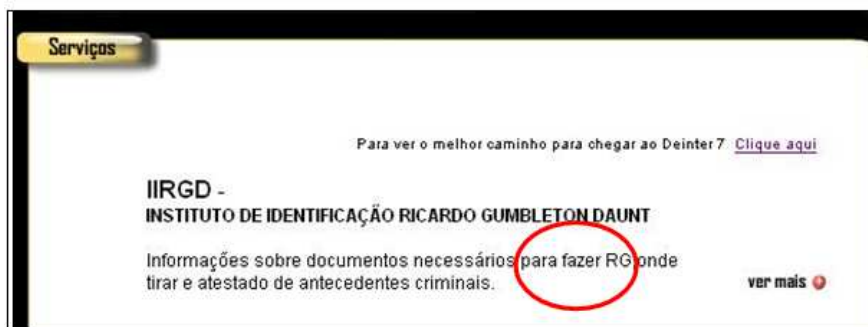 Serviços
Para ver o melhor caminho para chegar ao Deinter 7 Clique aqui
IIRGD -
INSTITUTO DE IDENTIFICAÇÃO RICARDO GUMBLETON DAUNT
Informações sobre documentos necessários para fazer RG onde
tirar e atestado de antecedentes criminais.
ver mais